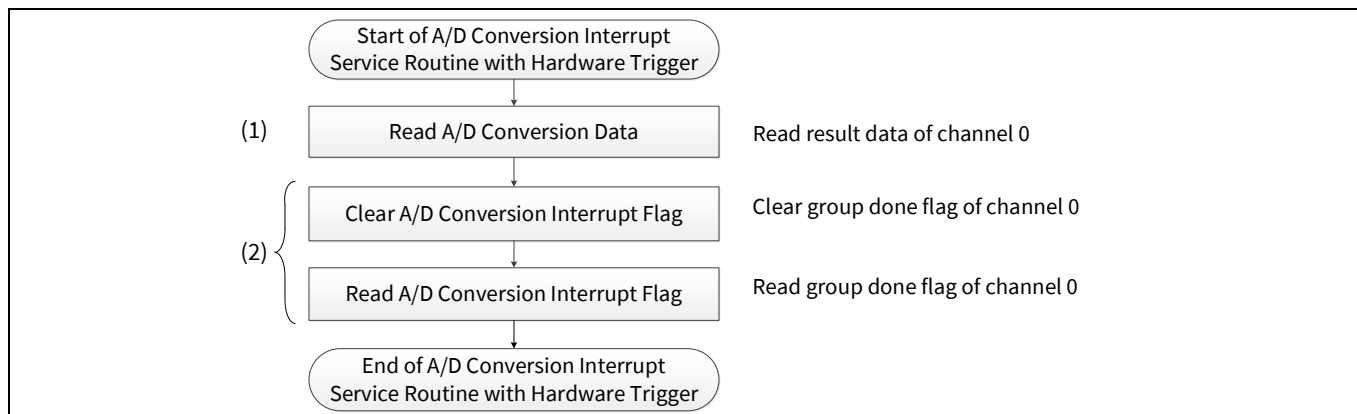 Start of A/D Conversion Interrupt
Service Routine with Hardware Trigger
(1)
Read A/D Conversion Data
Read result data of channel 0
Clear A/D Conversion Interrupt Flag
Clear group done flag of channel 0
(2)
Read A/D Conversion Interrupt Flag
Read group done flag of channel 0
End of A/D Conversion Interrupt
Service Routine with Hardware Trigger